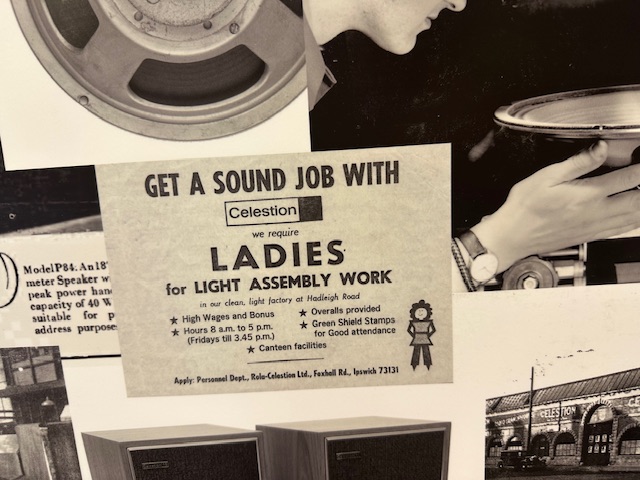 GET A SOUND JOB WITH
Celestion
we require
LADIES
for LIGHT ASSEMBLY WORK
in our clean, light factory at Hadleigh Road
★ High Wages and Bonus
★ Hours 8 a.m. to 5 p.m.
(Fridays till 3.45 p.m.)
★ Overalls provided
★ Green Shield Stamps
for Good attendance
★ Canteen facilities
Apply: Personnel Dept., Rola-Celestion Ltd., Foxhall Rd., Ipswich 73131
Model P84. An 18"
meter Speaker w
peak power hand
capacity of 40 W
suitable for p
address purpose
CELESTION